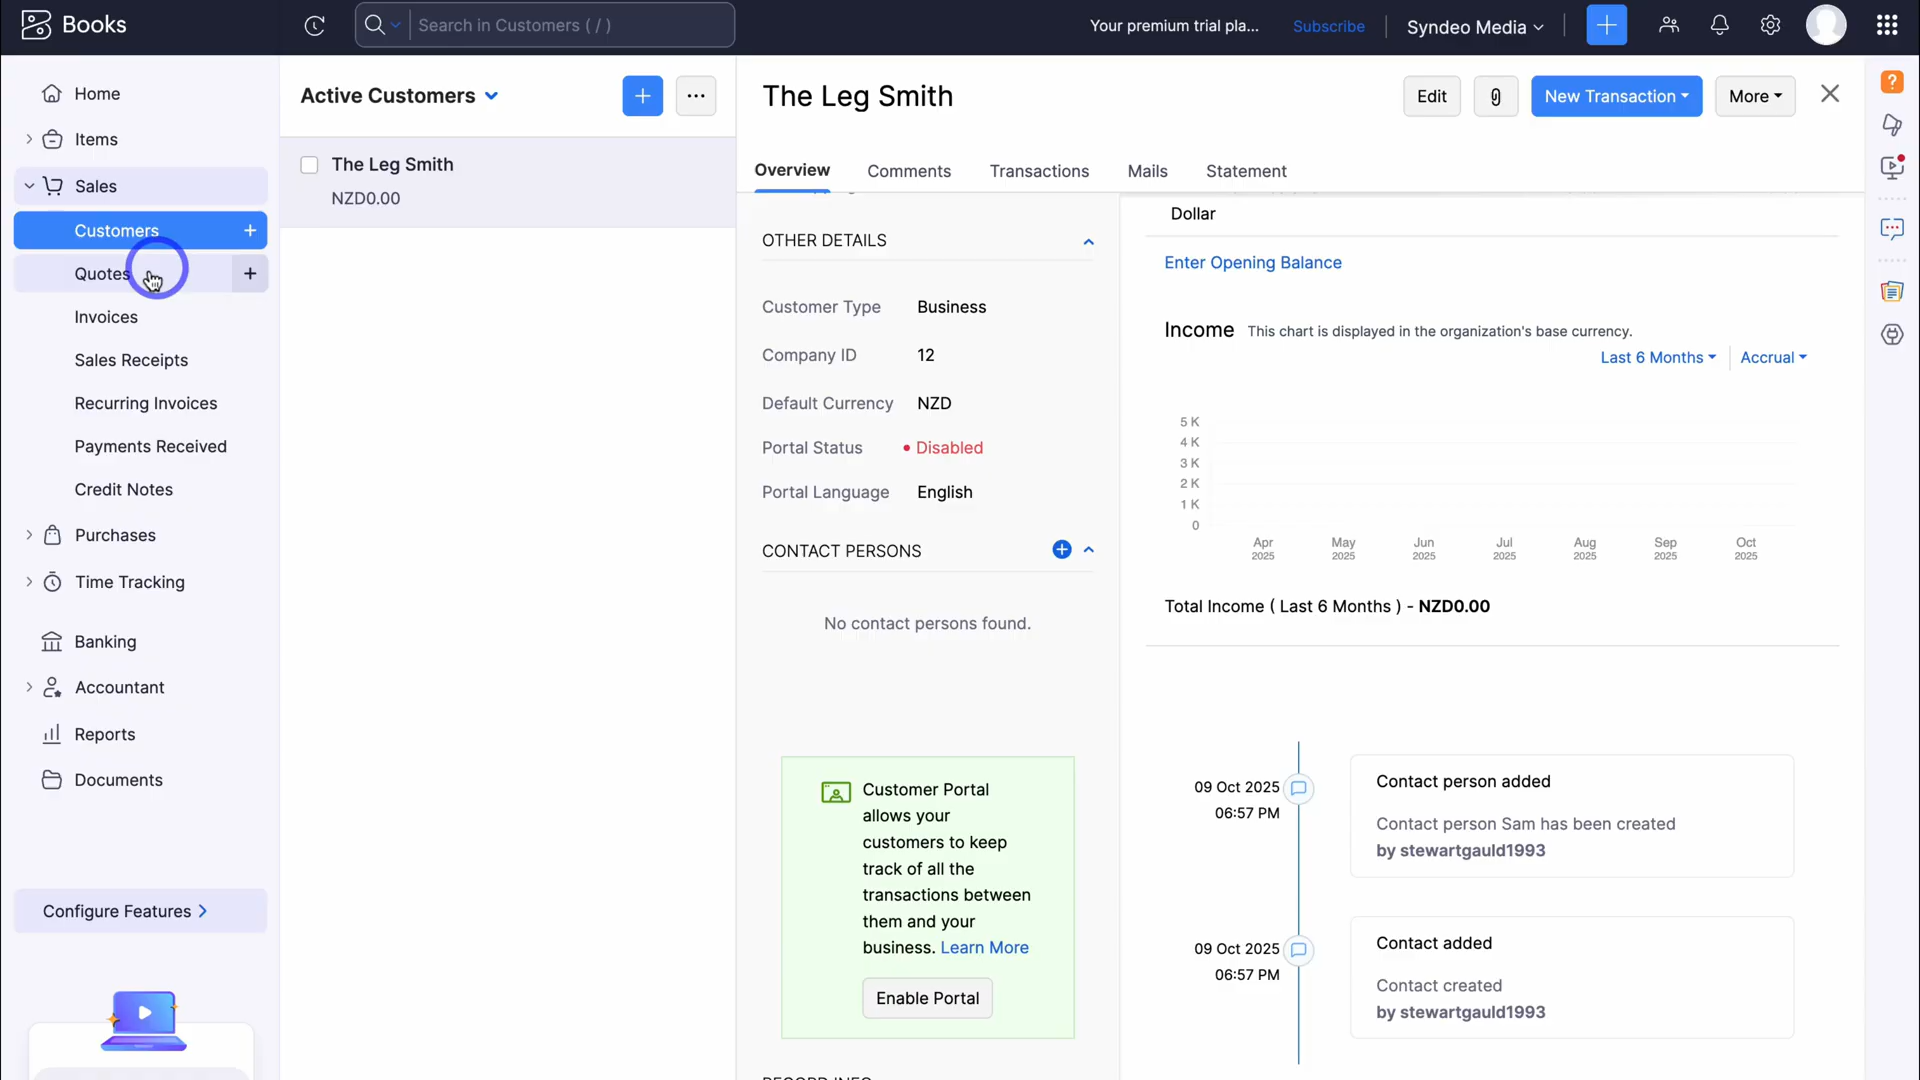 Books
Search in Customers ( / )
Your premium trial pla...
Subscribe
Syndeo Media
Home
Items
Sales
Customers
Quotes
Invoices
Sales Receipts
Recurring Invoices
Payments Received
Credit Notes
Purchases
Time Tracking
Banking
Accountant
Reports
Documents
Configure Features
Active Customers
The Leg Smith
NZD0.00
The Leg Smith
Edit
New Transaction
More
Overview
Comments
Transactions
Mails
Statement
OTHER DETAILS
Customer Type Business
Company ID 12
Default Currency NZD
Portal Status • Disabled
Portal Language English
CONTACT PERSONS
No contact persons found.
Customer Portal
allows your
customers to keep
track of all the
transactions between
them and your
business. Learn More
Enable Portal
RECORD INFO
Dollar
Enter Opening Balance
Income This chart is displayed in the organization's base currency.
Last 6 Months
Accrual
5 K
4 K
3 K
2 K
1 K
0
Apr 2025
May 2025
Jun 2025
Jul 2025
Aug 2025
Sep 2025
Oct 2025
Total Income ( Last 6 Months ) - NZD0.00
09 Oct 2025
06:57 PM
Contact person added
Contact person Sam has been created
by stewartgauld1993
09 Oct 2025
06:57 PM
Contact added
Contact created
by stewartgauld1993